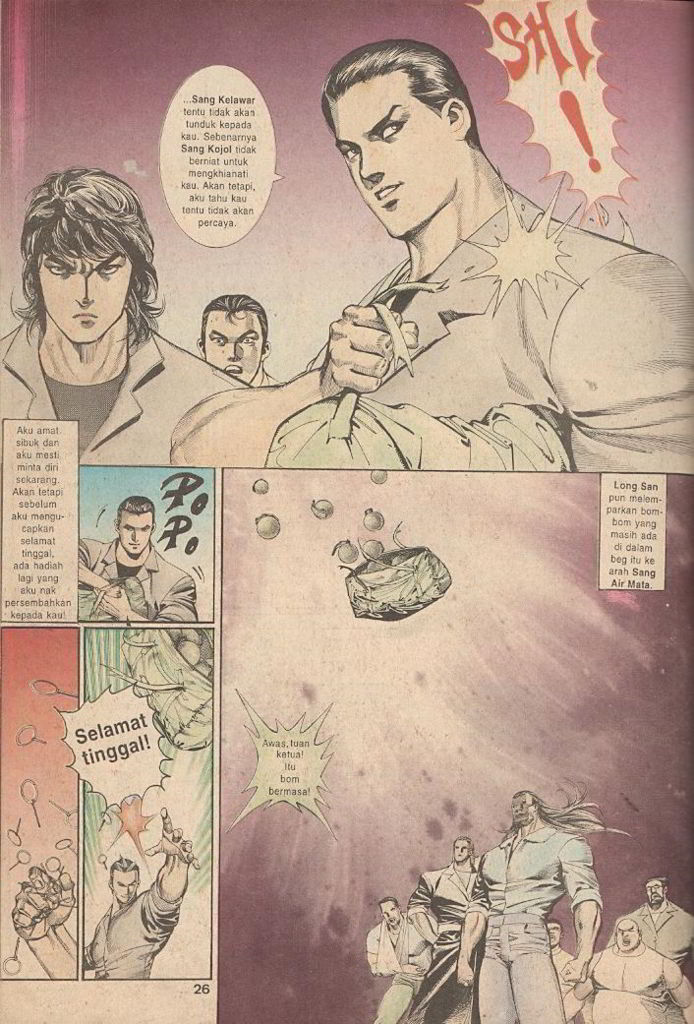 SHI!
...Sang Kelawar
tentu tidak akan
tunduk kepada
kau. Sebenarnya
Sang Kojol tidak
berniat untuk
mengkhianati
kau. Akan tetapi,
aku tahu kau
tentu tidak akan
percaya.
Aku amat
sibuk dan
aku mesti
minta diri
sekarang.
Akan tetapi
sebelum
aku mengu-
capkan
selamat
tinggal,
ada hadiah
lagi yang
aku nak
persembahkan
kepada kau!
PO
PO
Long San
pun melem-
parkan bom-
bom yang
masih ada
di dalam
beg itu ke
arah Sang
Air Mata.
Selamat
tinggal!
Awas, tuan
ketua!
Itu
bom
bermasa!
26